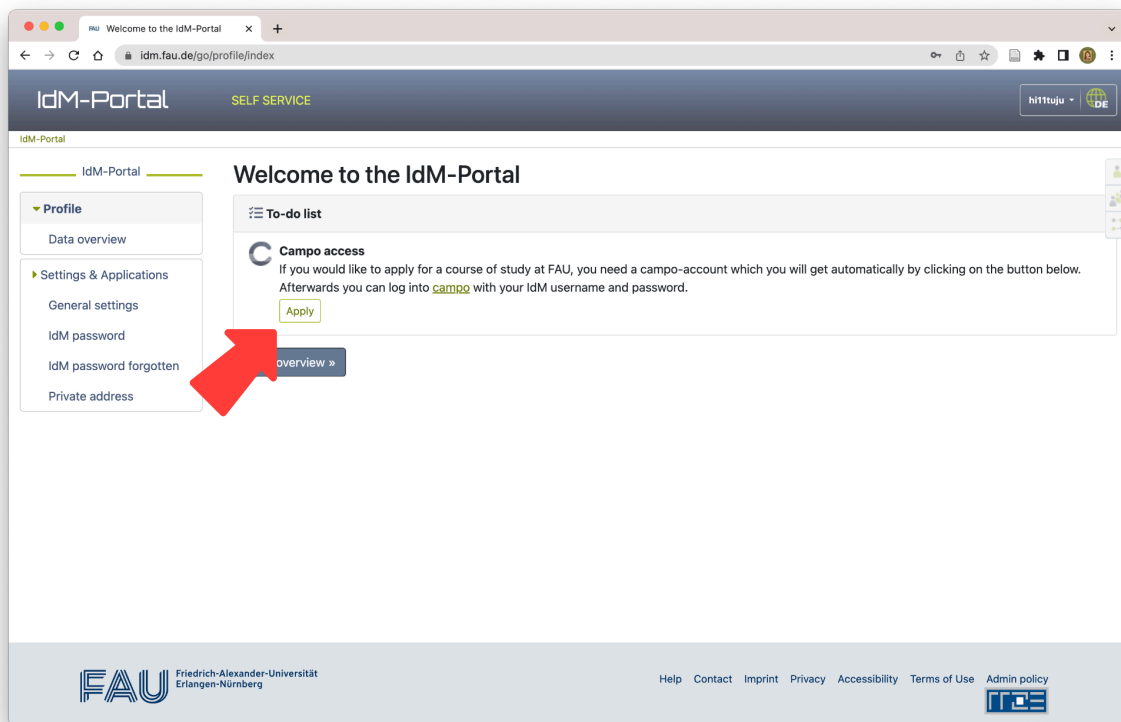 FAU Welcome to the IdM-Portal
idm.fau.de/go/profile/index
IdM-Portal
SELF SERVICE
hi11tuju
DE
IdM-Portal
IdM-Portal
Profile
Data overview
Settings & Applications
General settings
IdM password
IdM password forgotten
Private address
Welcome to the IdM-Portal
To-do list
Campo access
If you would like to apply for a course of study at FAU, you need a campo-account which you will get automatically by clicking on the button below.
Afterwards you can log into campo with your IdM username and password.
Apply
overview »
FAU
Friedrich-Alexander-Universität
Erlangen-Nürnberg
Help Contact Imprint Privacy Accessibility Terms of Use Admin policy
RRZE